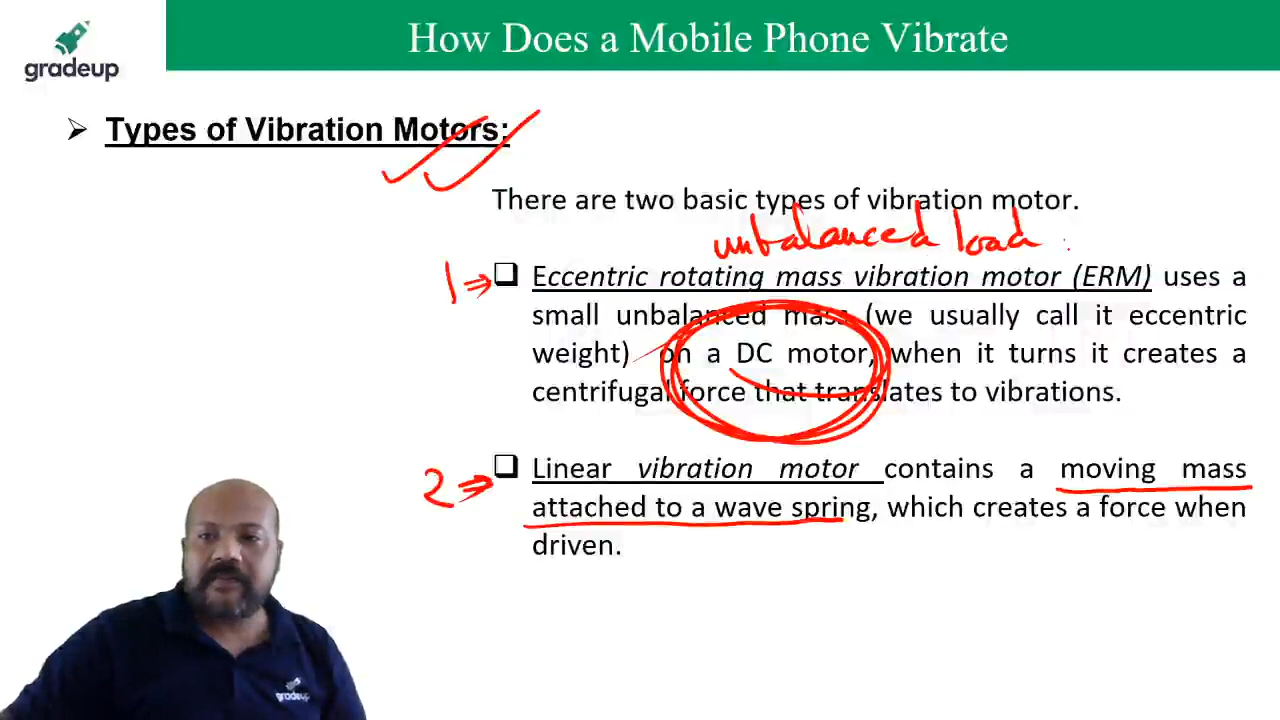 How Does a Mobile Phone Vibrate
gradeup
Types of Vibration Motors:
There are two basic types of vibration motor.
unbalanced load
1⇒ Eccentric rotating mass vibration motor (ERM) uses a
small unbalanced mass (we usually call it eccentric
weight) on a DC motor, when it turns it creates a
centrifugal force that translates to vibrations.
2⇒ Linear vibration motor contains a moving mass
attached to a wave spring, which creates a force when
driven.
gradeup